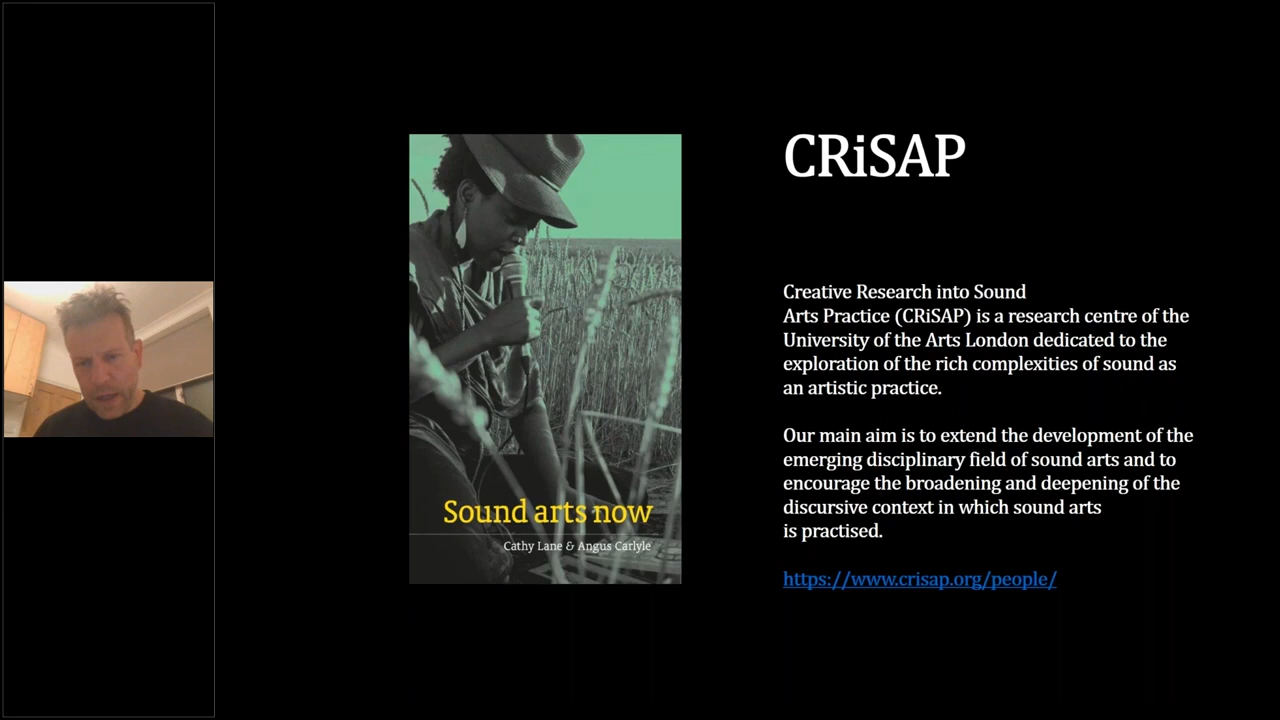 CRiSAP
Creative Research into Sound
Arts Practice (CRiSAP) is a research centre of the
University of the Arts London dedicated to the
exploration of the rich complexities of sound as
an artistic practice.
Our main aim is to extend the development of the
emerging disciplinary field of sound arts and to
encourage the broadening and deepening of the
discursive context in which sound arts
is practised.
https://www.crisap.org/people/
Sound arts now
Cathy Lane & Angus Carlyle